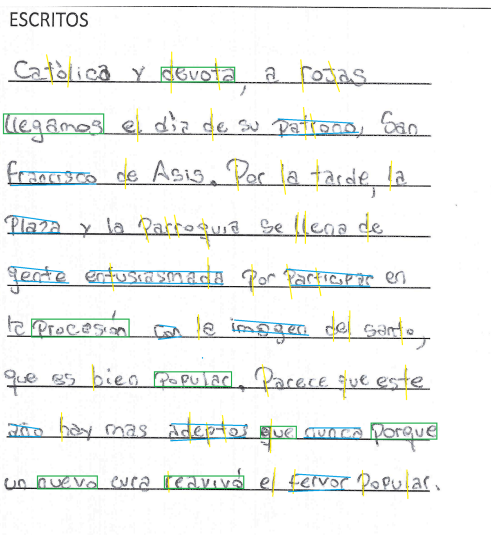 ESCRITOS
Católica y devota, a rojas
llegamos el día de su patrono, San
francisco de Asis. Por la tarde, la
plaza y la Parroquia se llena de
gente entusiasmada por participar en
la procesión con la imagen del santo,
que es bien popular. Parece que este
año hay mas adeptos que nunca porque
un nuevo cura reavivó el fervor popular.